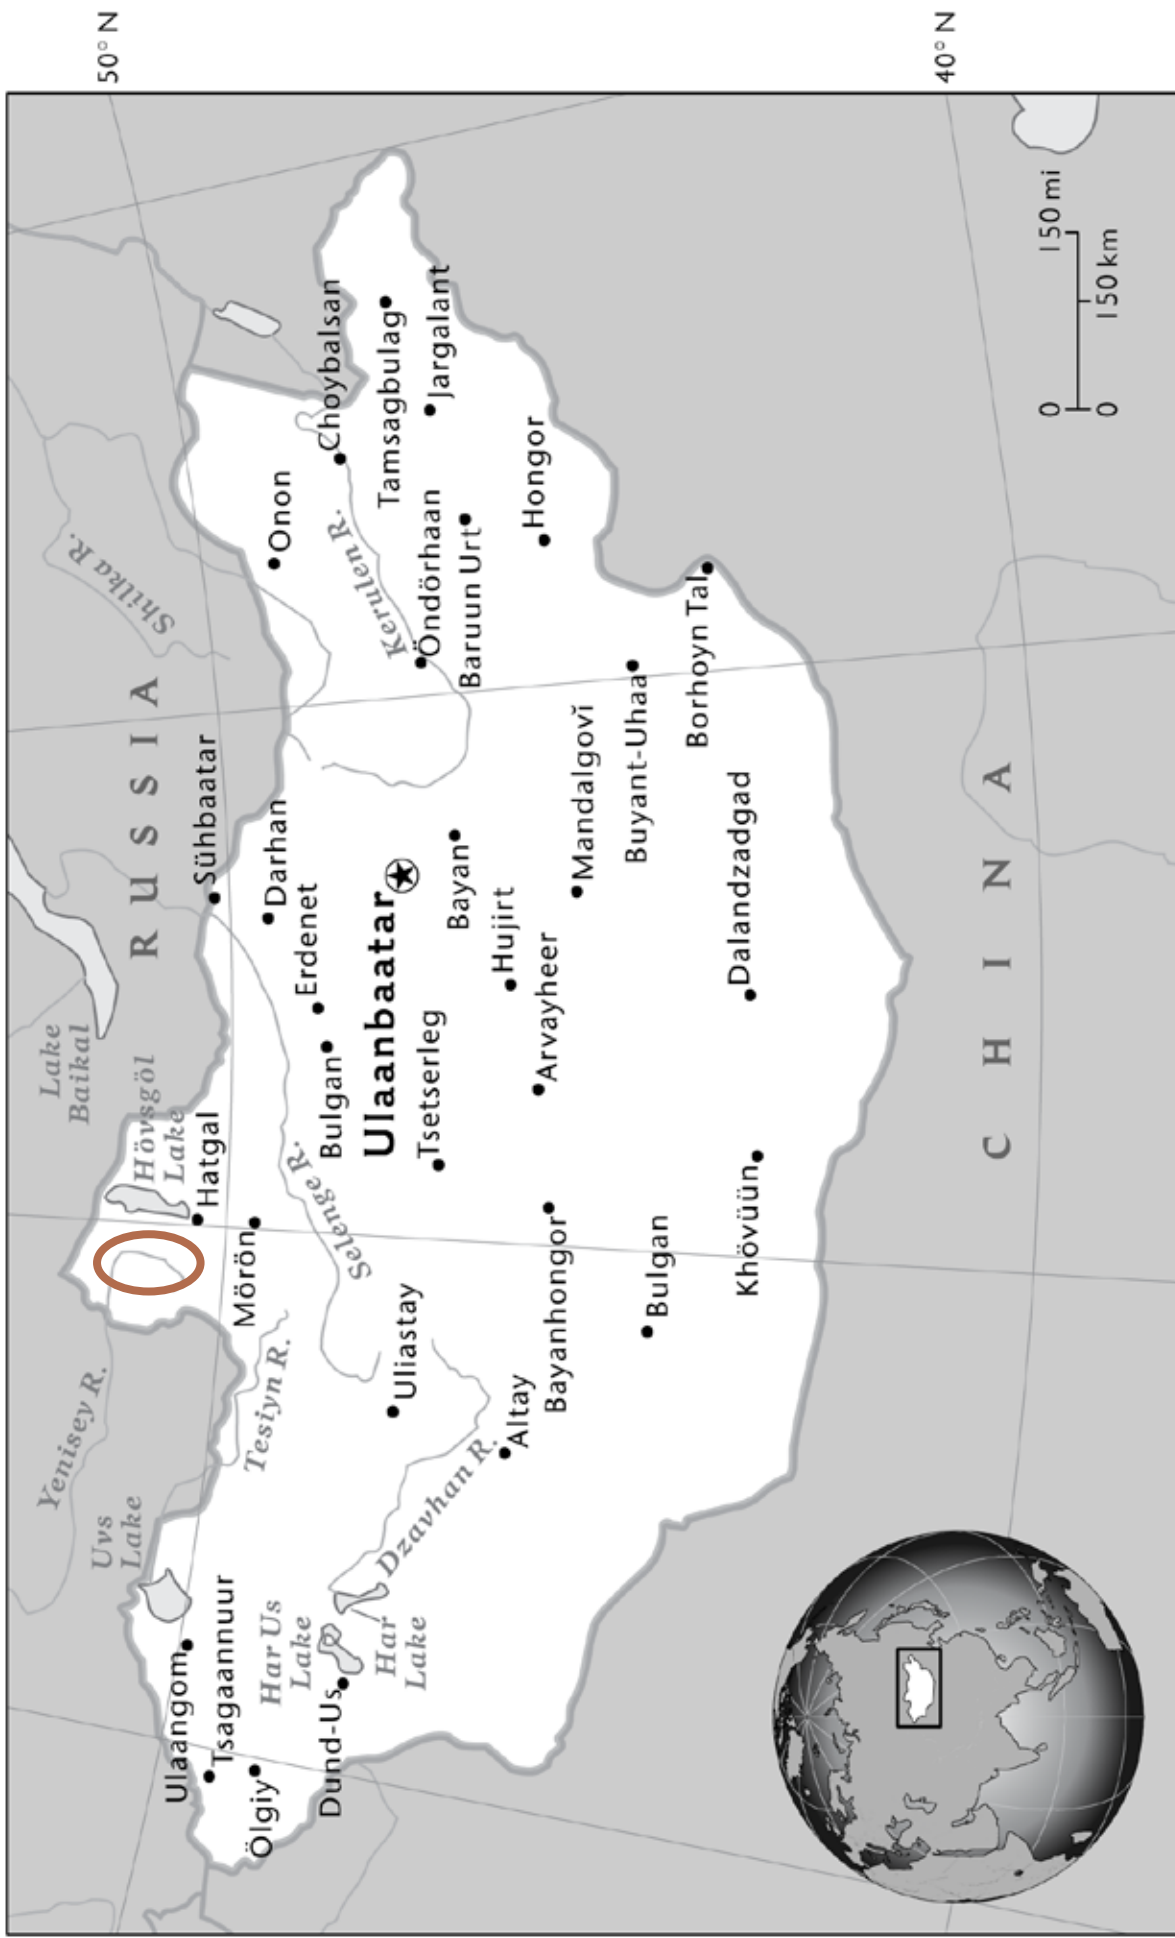 50° N
40° N
RUSSIA
CHINA
Lake
Baikal
Hövsgöl
Lake
Yenisey R.
Uvs
Lake
Shilka R.
Tesiyn R.
Selenge R.
Kerulen R.
Dzavhan R.
Har Us
Lake
Har
Lake
Ulaangom
Tsagaannuur
Ölgiy
Dund-Us
Hatgal
Mörön
Uliastay
Altay
Bayanhongor
Bulgan
Khövüün
Sühbaatar
Darhan
Erdenet
Bulgan
Ulaanbaatar
Tsetserleg
Bayan
Hujirt
Arvayheer
Mandalgovĭ
Buyant-Uhaa
Dalandzadgad
Borhoyn Tal
Onon
Choybalsan
Tamsagbulag
Jargalant
Öndörhaan
Baruun Urt
Hongor
0 150 mi
0 150 km